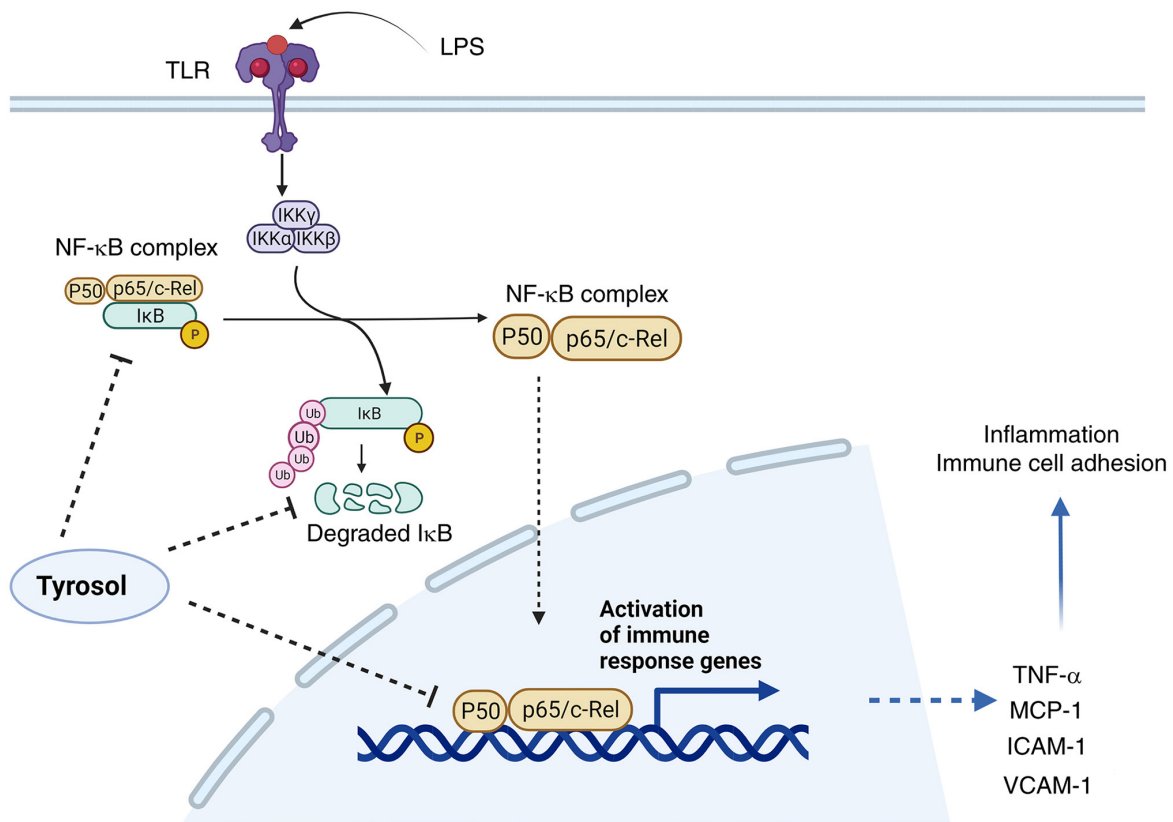 LPS
TLR
IKKγ
IKKα IKKβ
NF-κB complex
P50 p65/c-Rel
IκB
P
NF-κB complex
P50 p65/c-Rel
Ub IκB
Ub P
Ub
Ub
Degraded IκB
Tyrosol
Inflammation
Immune cell adhesion
Activation
of immune
response genes
P50 p65/c-Rel
TNF-α
MCP-1
ICAM-1
VCAM-1